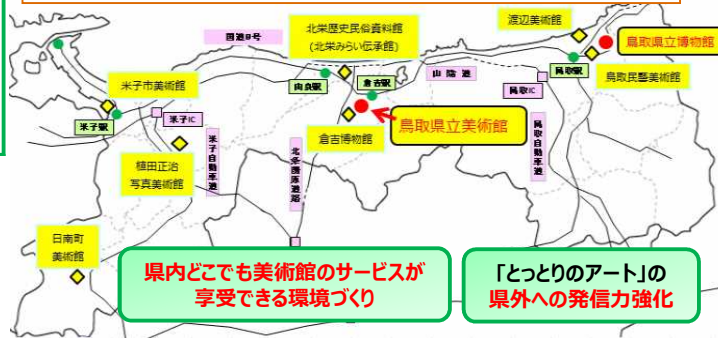 渡辺美術館
北栄歴史民俗資料館
(北栄みらい伝承館)
国道9号
鳥取県立博物館
米子市美術館
由良駅
倉吉駅
山陰道
鳥取駅
鳥取民藝美術館
鳥取IC
米子駅
米子IC
鳥取県立美術館
倉吉博物館
植田正治
写真美術館
米子自動車道
北条湯原道路
鳥取自動車道
日南町
美術館
県内どこでも美術館のサービスが
享受できる環境づくり
「とっとりのアート」の
県外への発信力強化